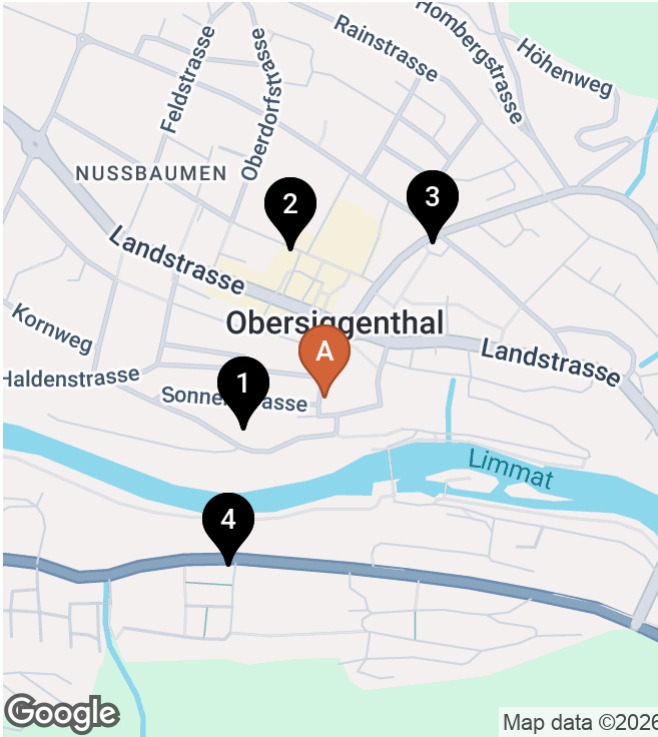 Hombergstrasse
Rainstrasse
Höhenweg
Feldstrasse
Oberdorfstrasse
NUSSBAUMEN
2
3
Landstrasse
Kornweg
Obersiggenthal
A
Landstrasse
Haldenstrasse
1
Limmat
4
Google
Map data ©2026